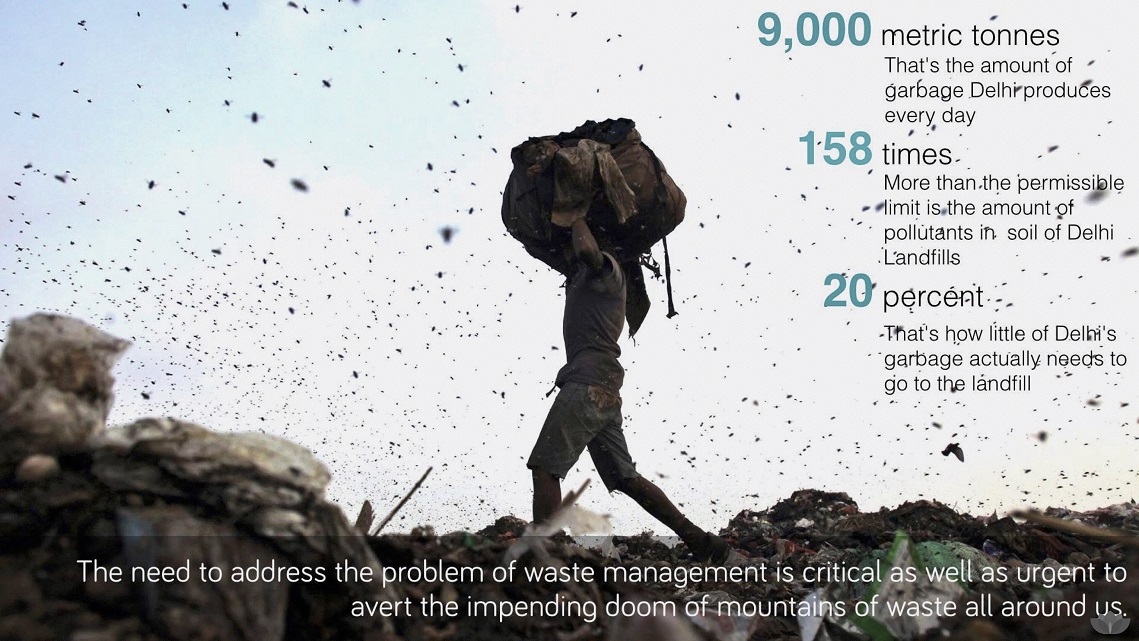 9,000 metric tonnes
That's the amount of
garbage Delhi produces
every day
158 times
More than the permissible
limit is the amount of
pollutants in soil of Delhi
Landfills
20 percent
That's how little of Delhi's
garbage actually needs to
go to the landfill
The need to address the problem of waste management is critical as well as urgent to
avert the impending doom of mountains of waste all around us.